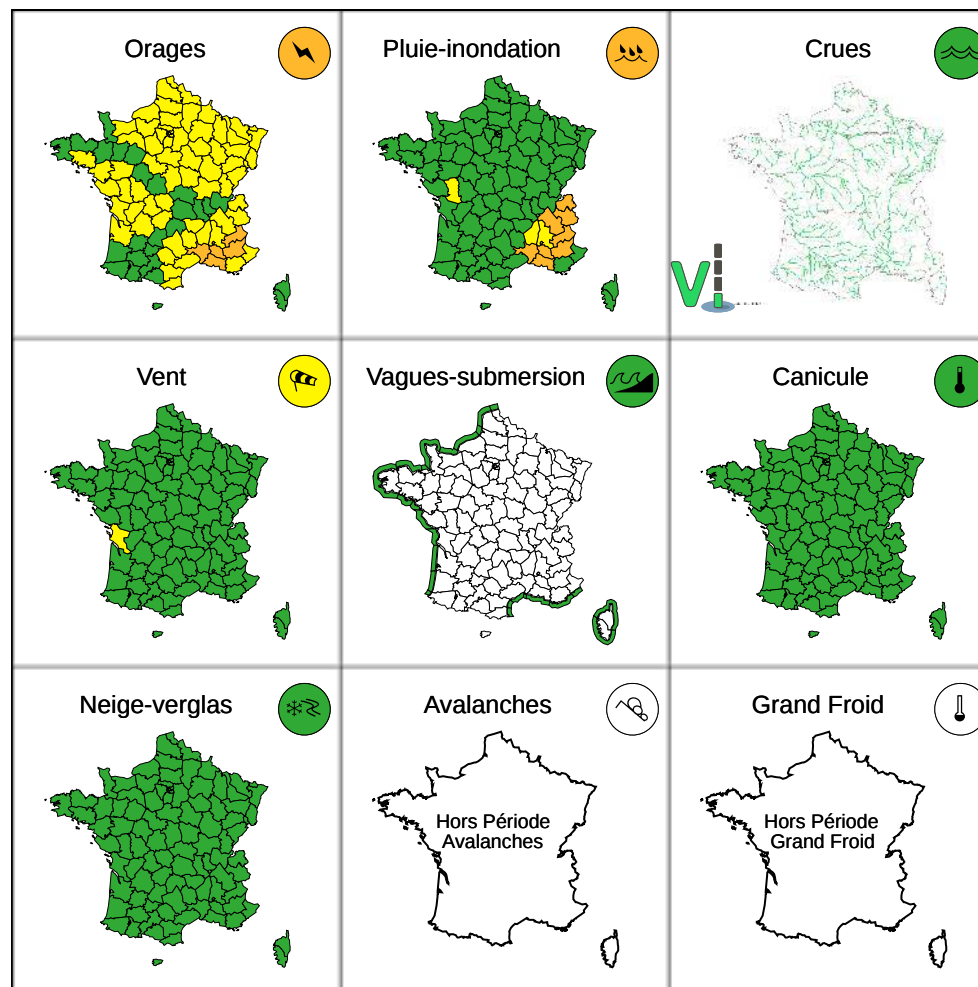 Orages
Pluie-inondation
Crues
Vi
Vent
Vagues-submersion
Canicule
Neige-verglas
Avalanches
Grand Froid
Hors Période
Avalanches
Hors Période
Grand Froid